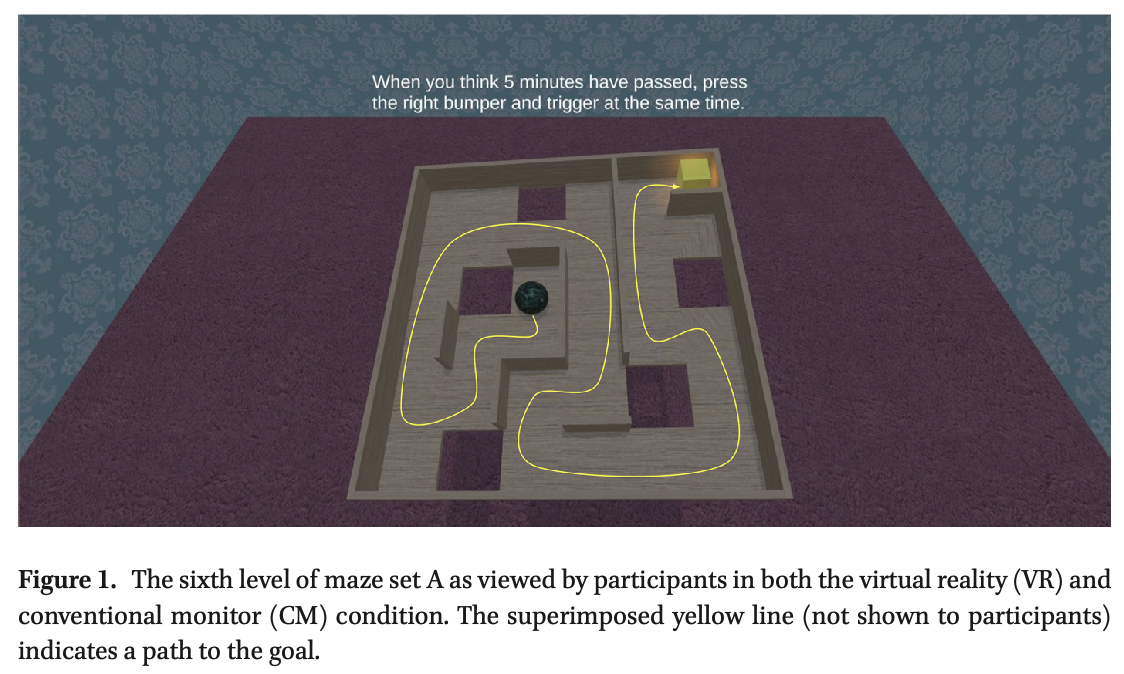 When you think 5 minutes have passed, press
the right bumper and trigger at the same time.
Figure 1. The sixth level of maze set A as viewed by participants in both the virtual reality (VR) and
conventional monitor (CM) condition. The superimposed yellow line (not shown to participants)
indicates a path to the goal.